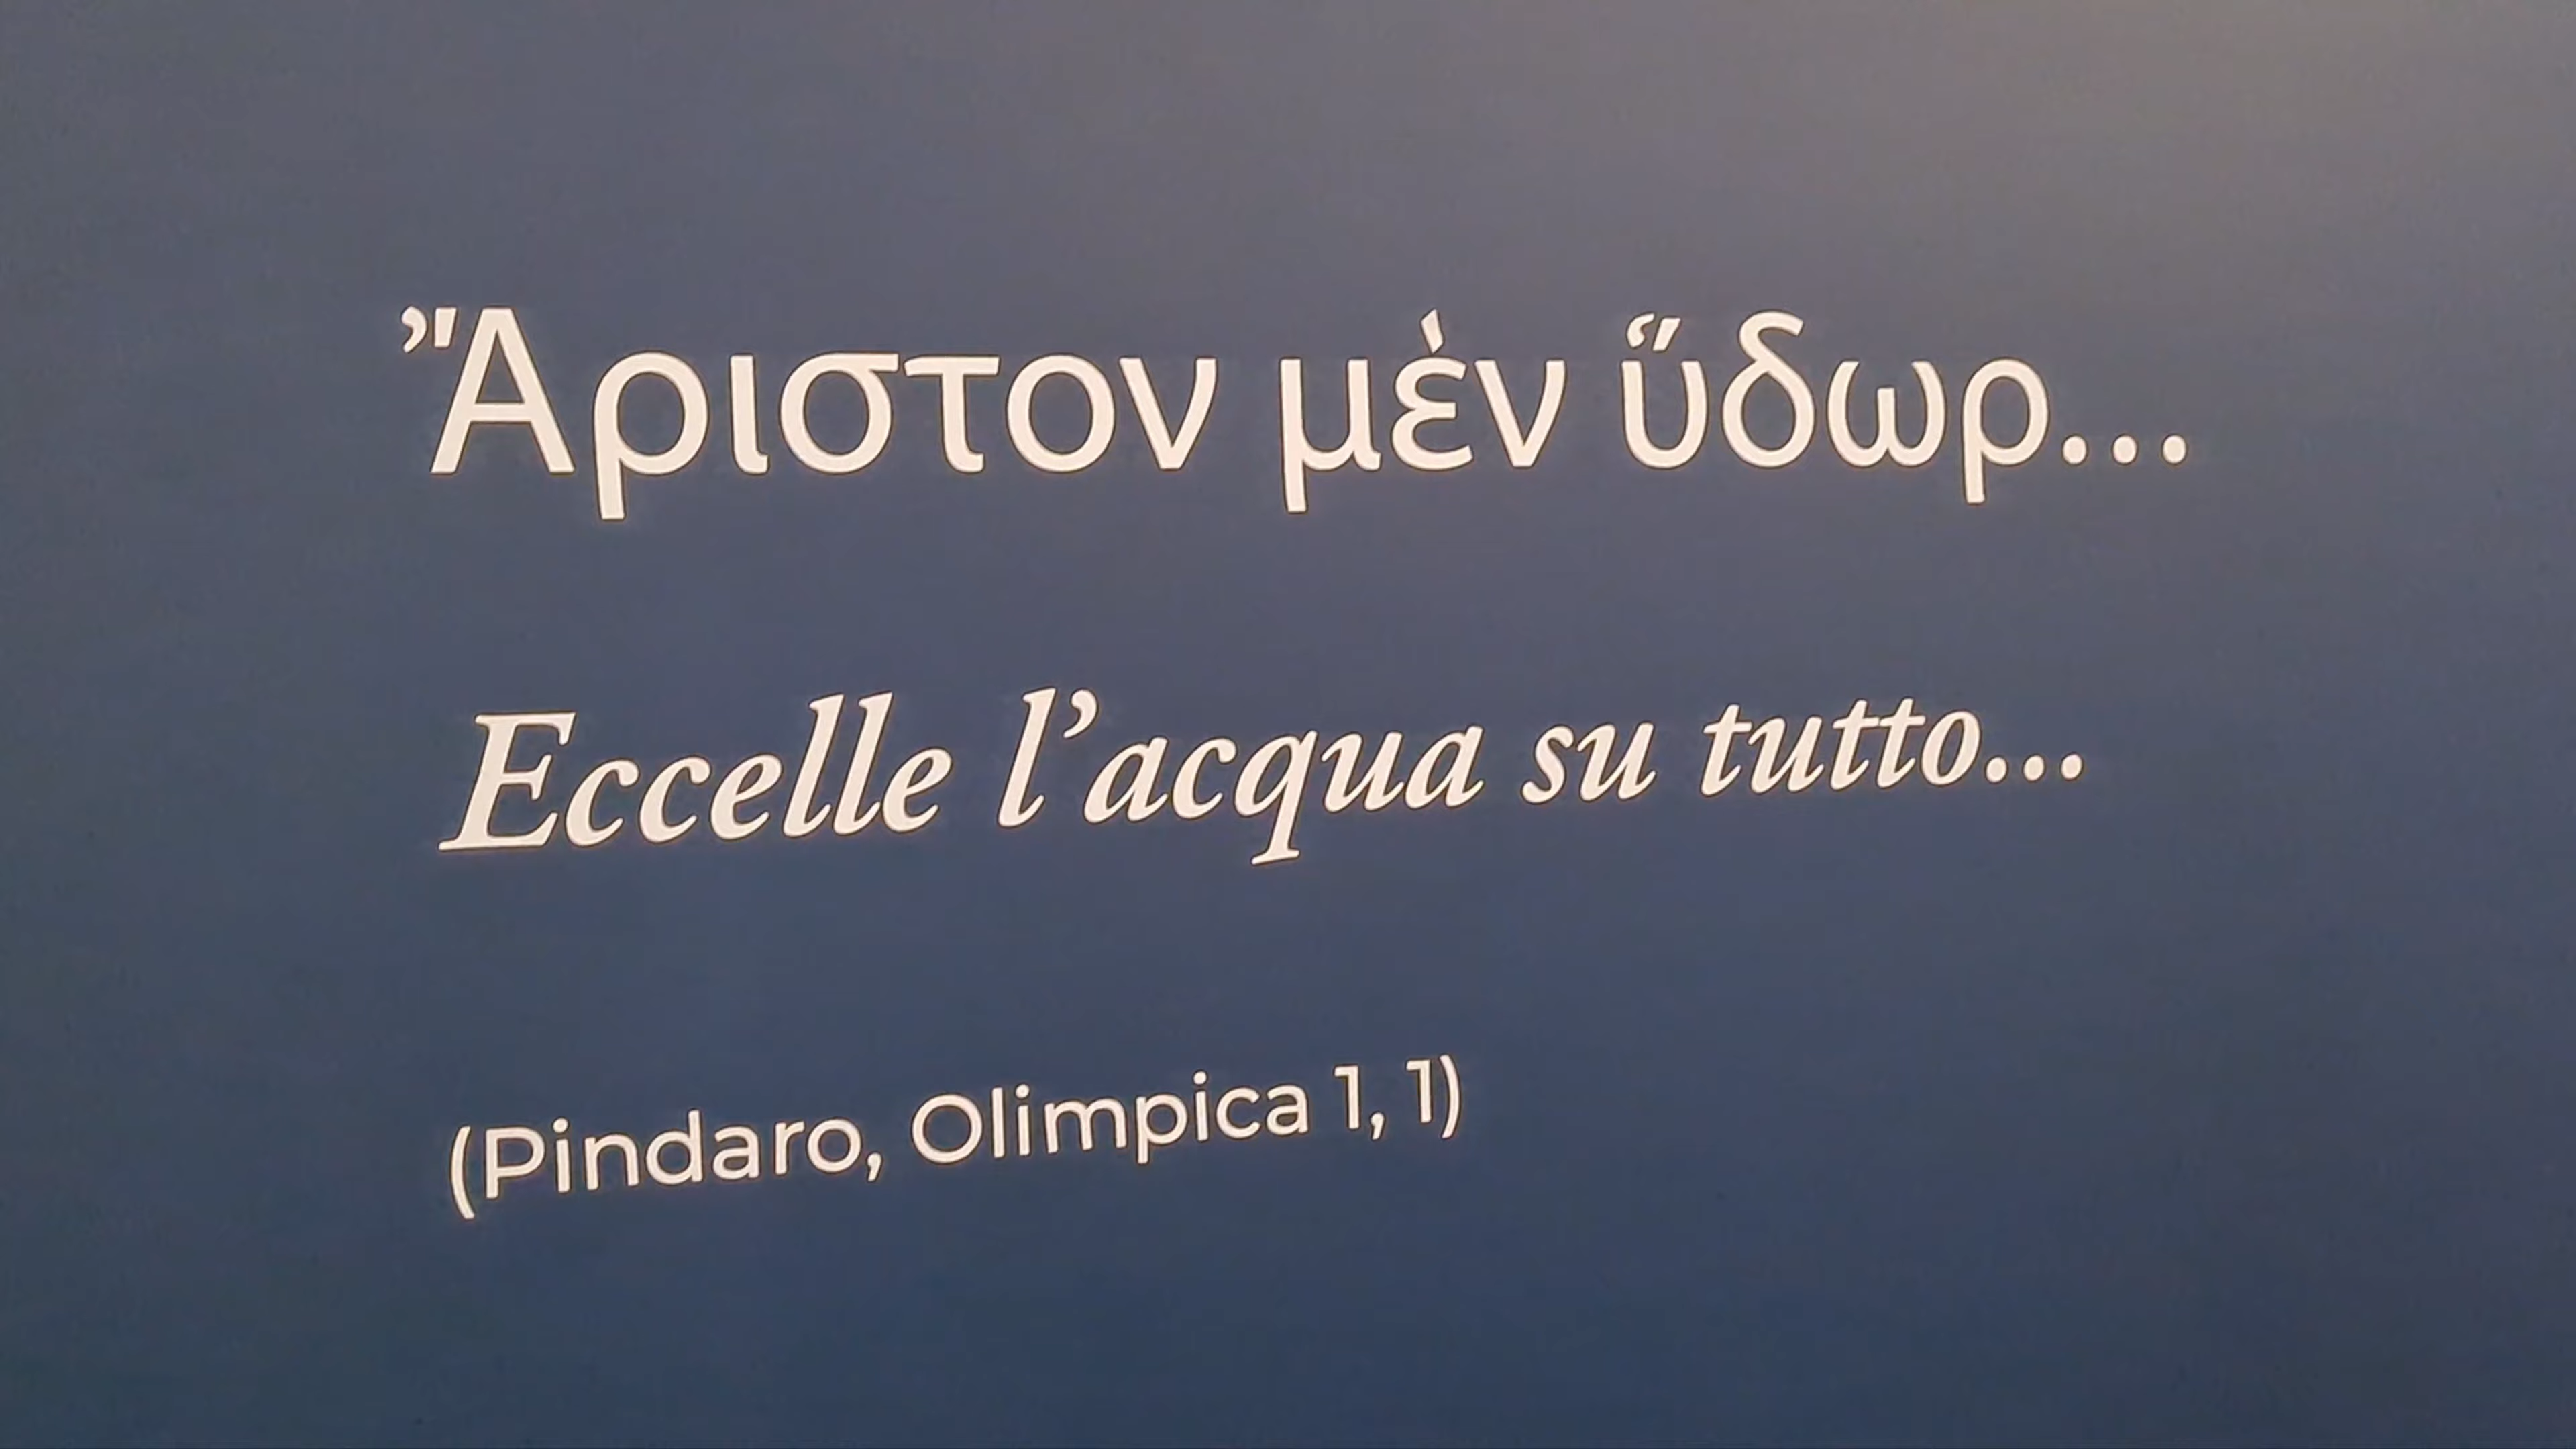 Ἄριστον μέν ὕδωρ...
Eccelle l’acqua su tutto...
(Pindaro, Olimpica 1, 1)